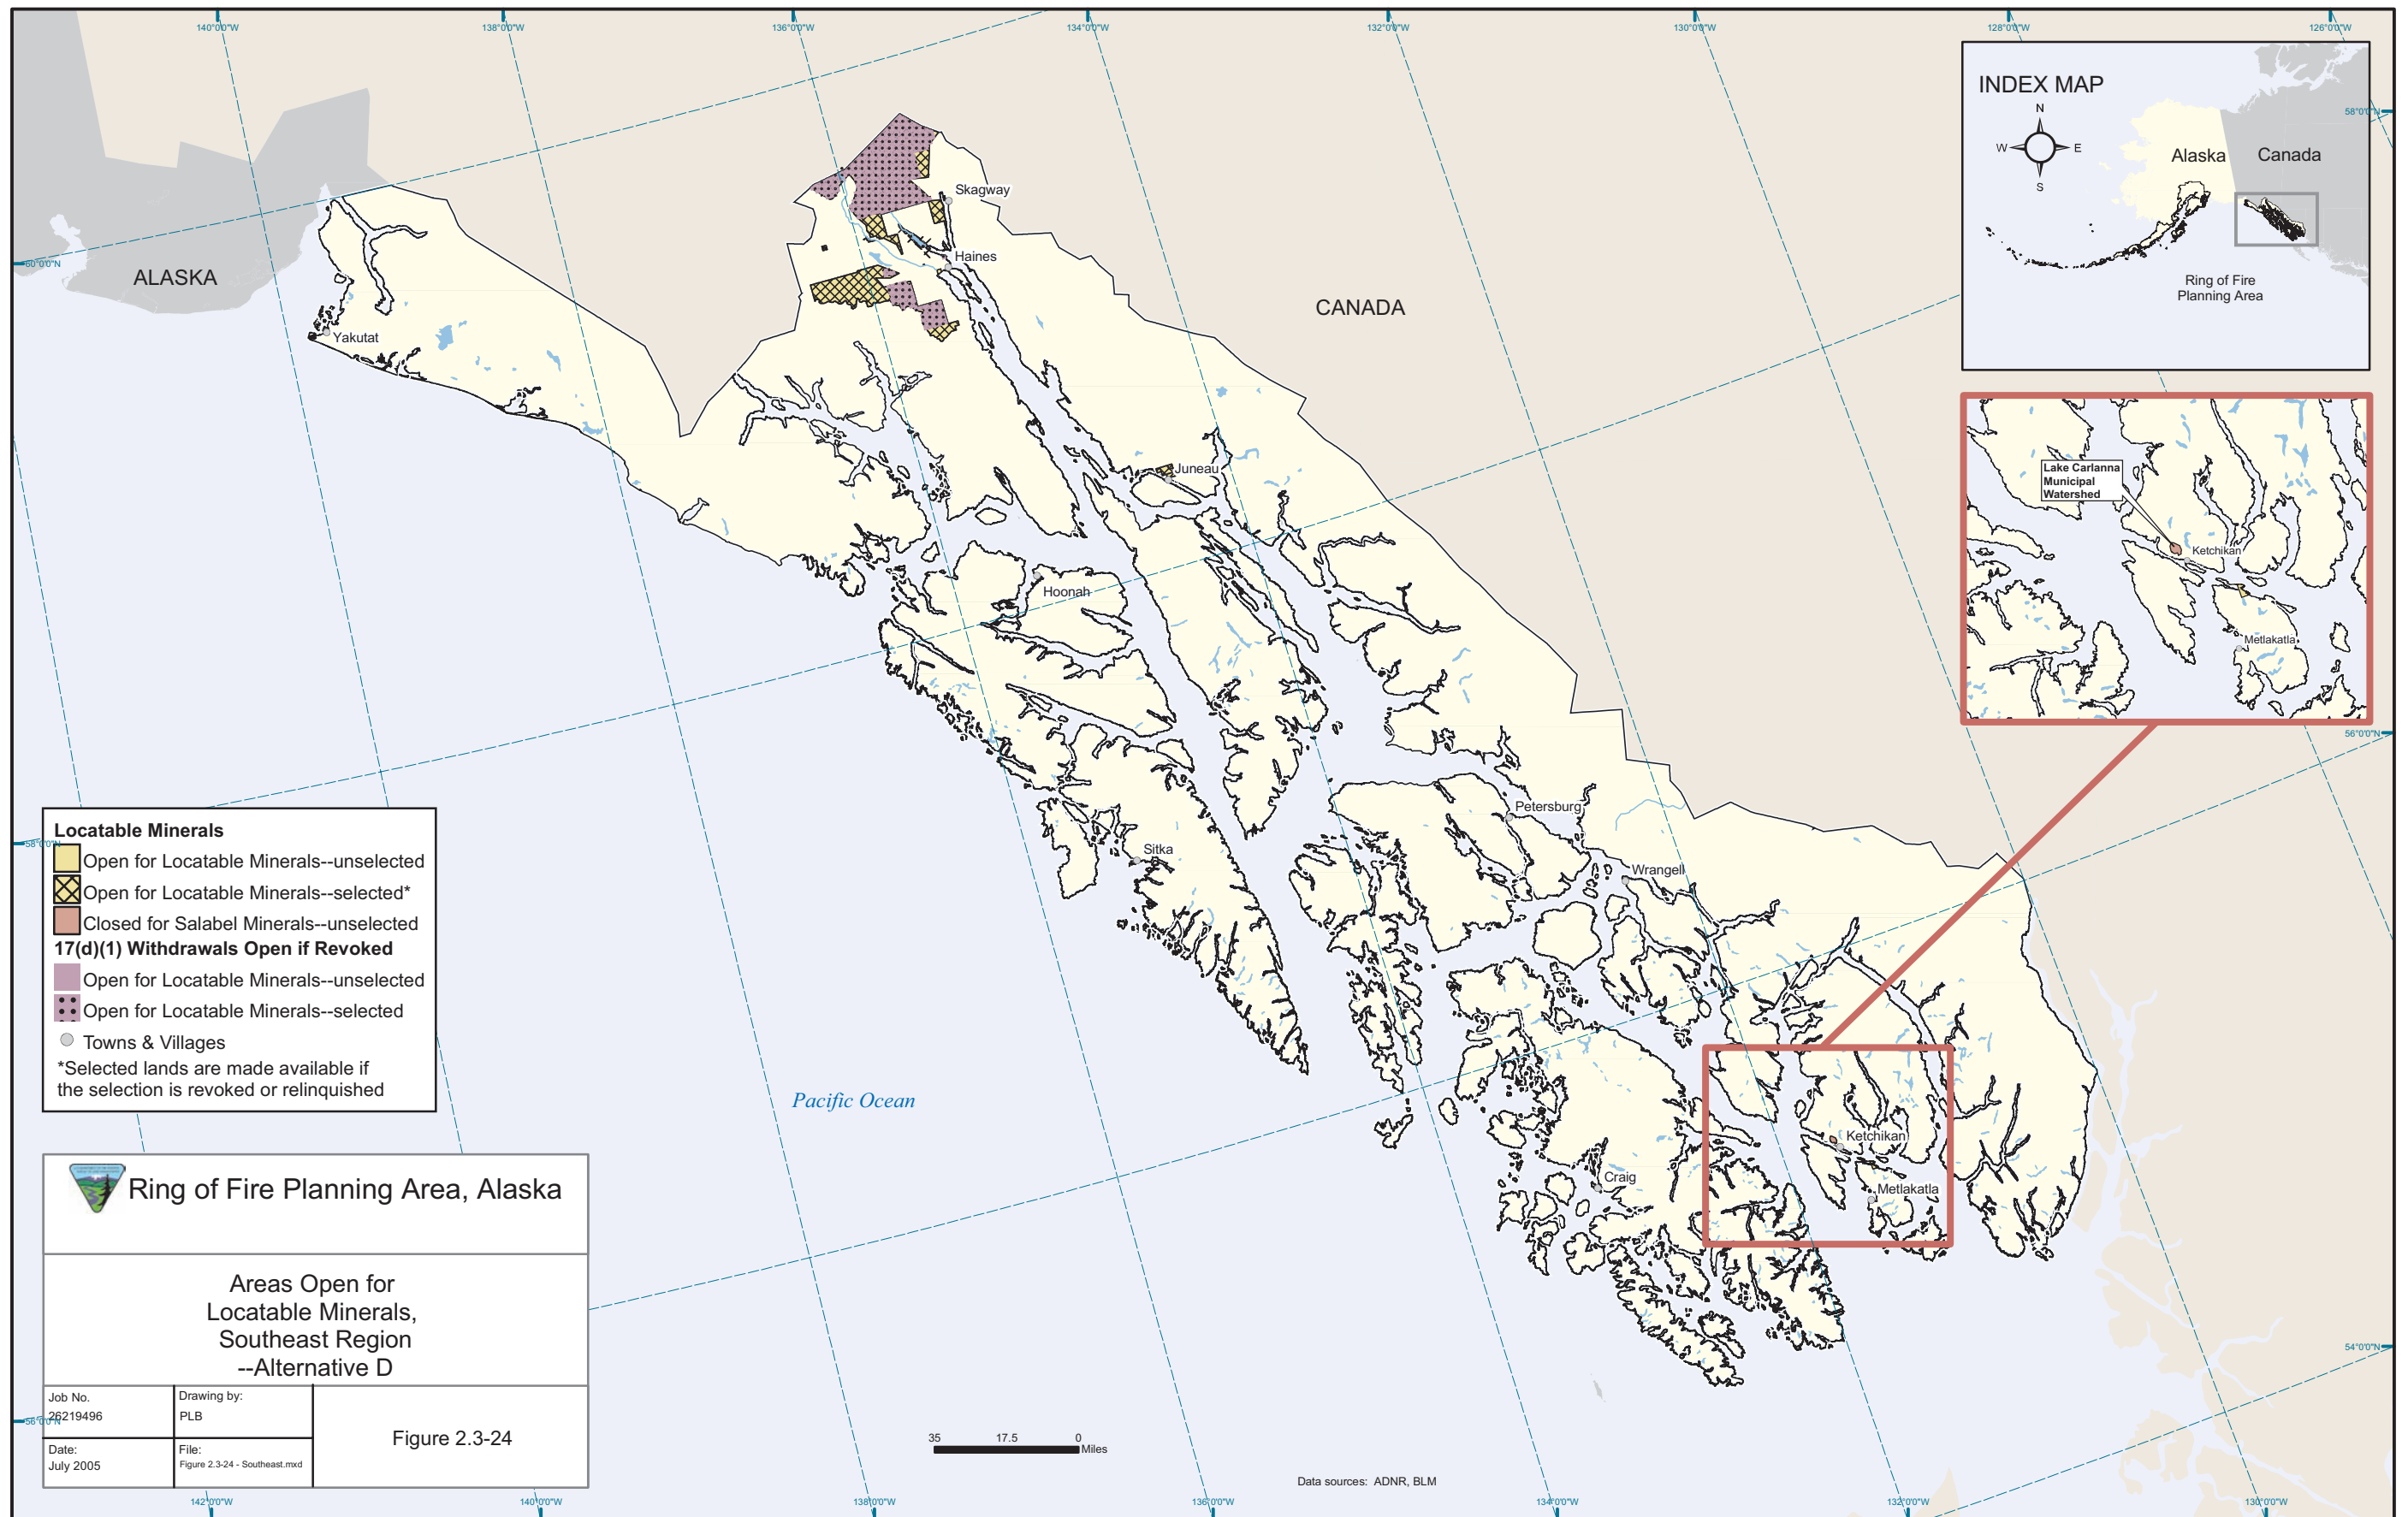 140°0'0"W
138°0'0"W
136°0'0"W
134°0'0"W
132°0'0"W
130°0'0"W
128°0'0"W
126°0'0"W
INDEX MAP
N
W
E
S
Alaska
Canada
Ring of Fire
Planning Area
58°0'0"N
60°0'0"N
ALASKA
CANADA
Skagway
Haines
Yakutat
Juneau
Hoonah
Sitka
Petersburg
Wrangell
Craig
Ketchikan
Metlakatla
Pacific Ocean
Lake Carlanna
Municipal
Watershed
Ketchikan
Metlakatla
56°0'0"N
58°0'0"N
Locatable Minerals
Open for Locatable Minerals--unselected
Open for Locatable Minerals--selected*
Closed for Salabel Minerals--unselected
17(d)(1) Withdrawals Open if Revoked
Open for Locatable Minerals--unselected
Open for Locatable Minerals--selected
Towns & Villages
*Selected lands are made available if
the selection is revoked or relinquished
Ring of Fire Planning Area, Alaska
Areas Open for
Locatable Minerals,
Southeast Region
--Alternative D
Job No.
26219496
Drawing by:
PLB
Date:
July 2005
File:
Figure 2.3-24 - Southeast.mxd
Figure 2.3-24
56°0'0"N
54°0'0"N
35 17.5 0
Miles
Data sources: ADNR, BLM
142°0'0"W
140°0'0"W
138°0'0"W
136°0'0"W
134°0'0"W
132°0'0"W
130°0'0"W